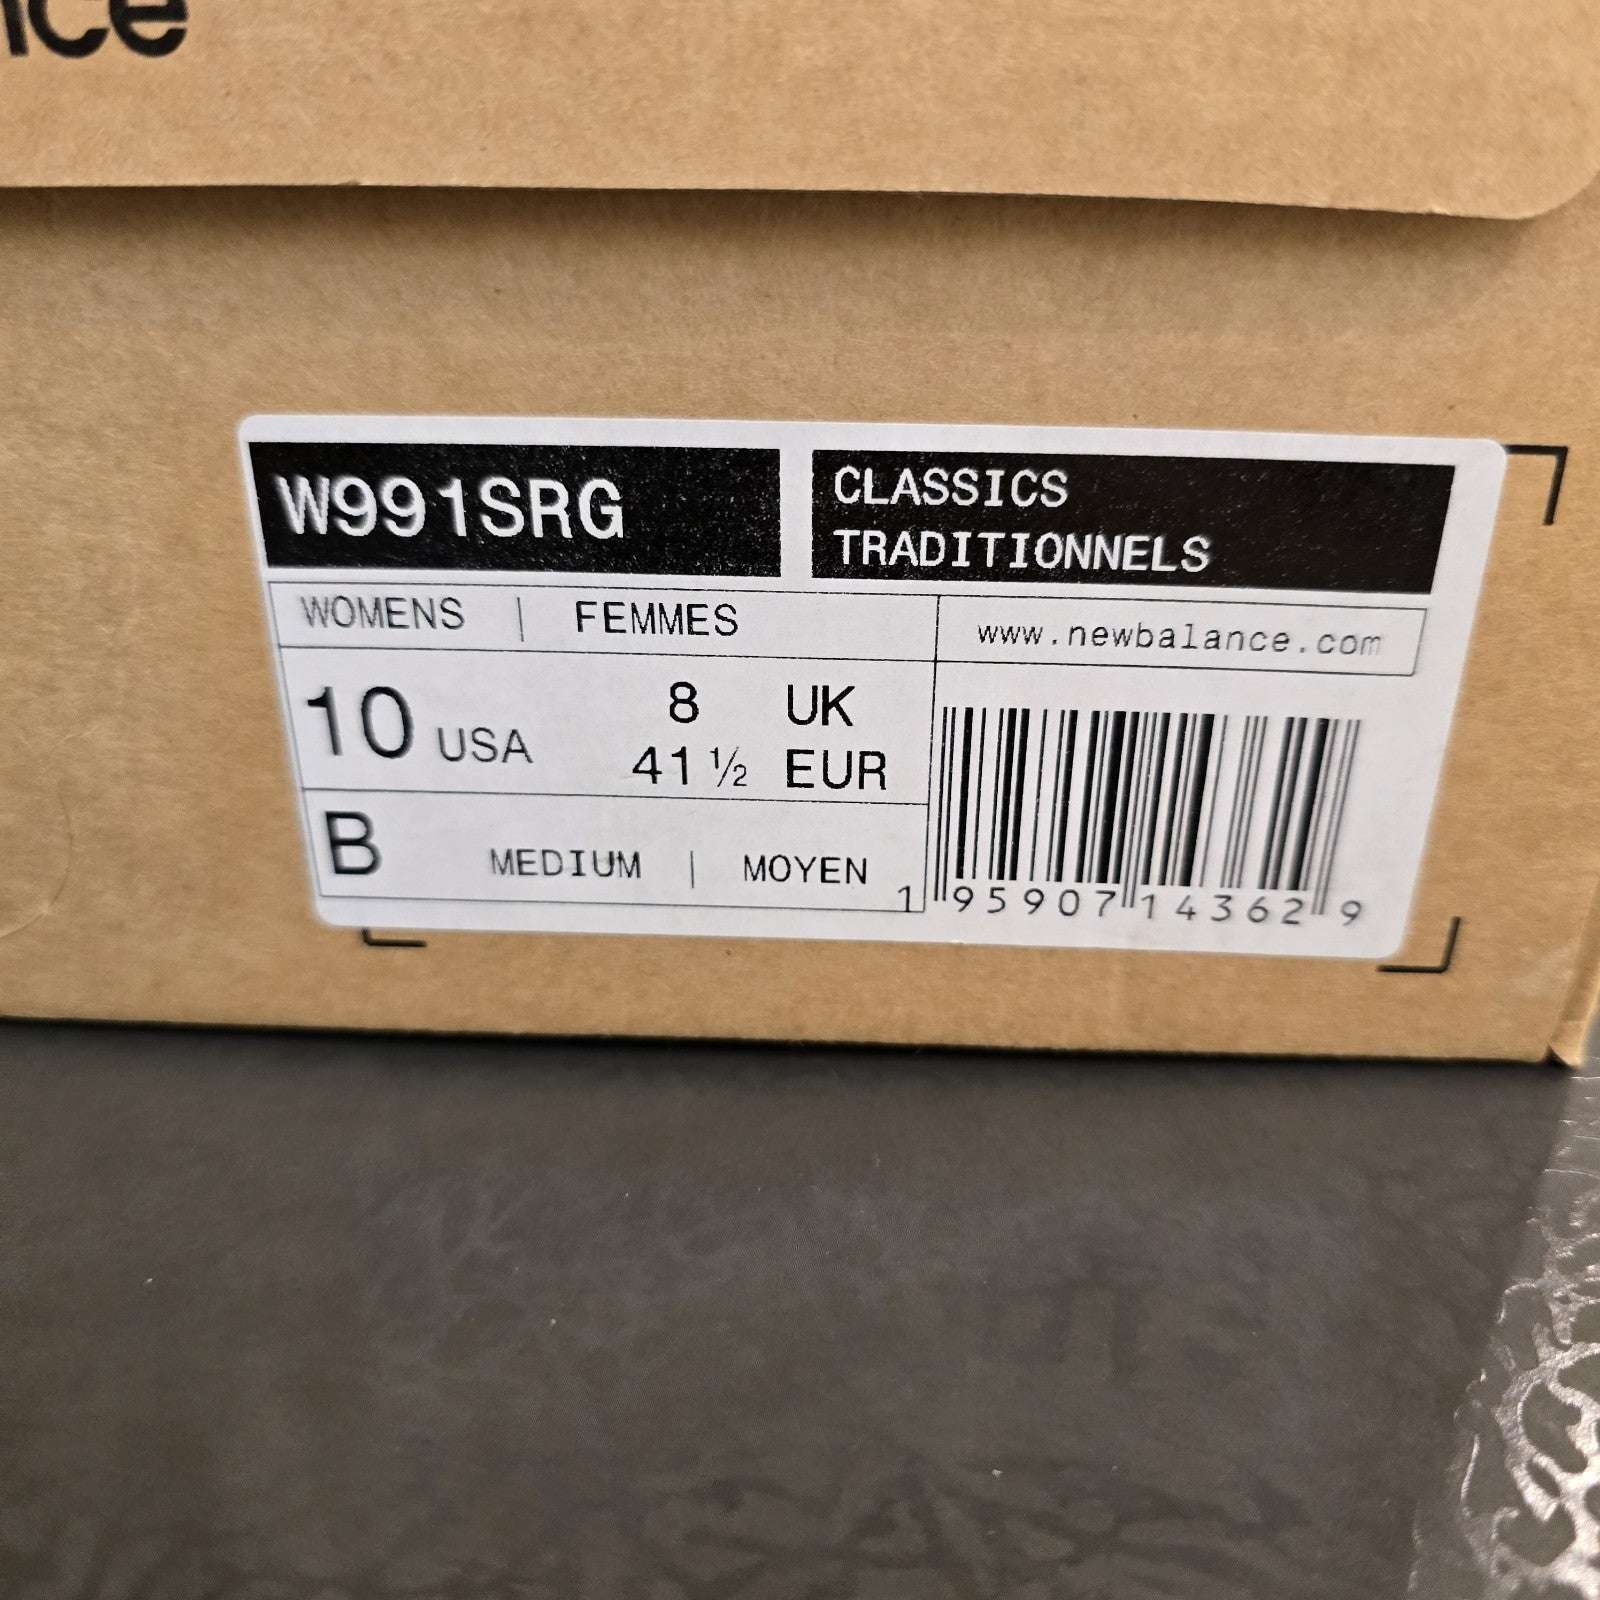 nce
W991SRG
CLASSICS
TRADITIONNELS
WOMENS | FEMMES
www.newbalance.com
10 USA
8 UK
41 ½ EUR
B MEDIUM | MOYEN
1 95907 14362 9